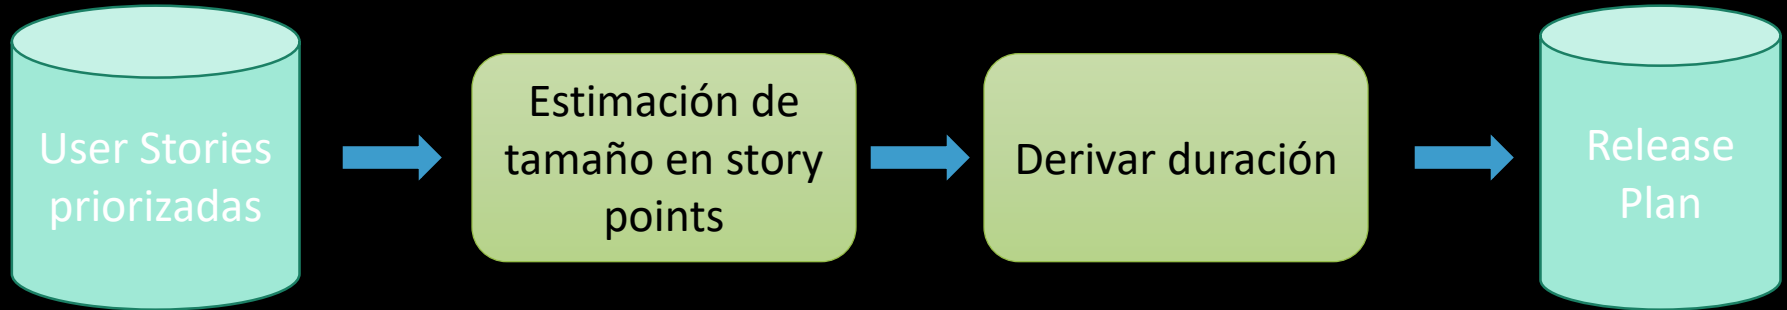 User Stories
priorizadas
Estimación de
tamaño en story
points
Derivar duración
Release
Plan